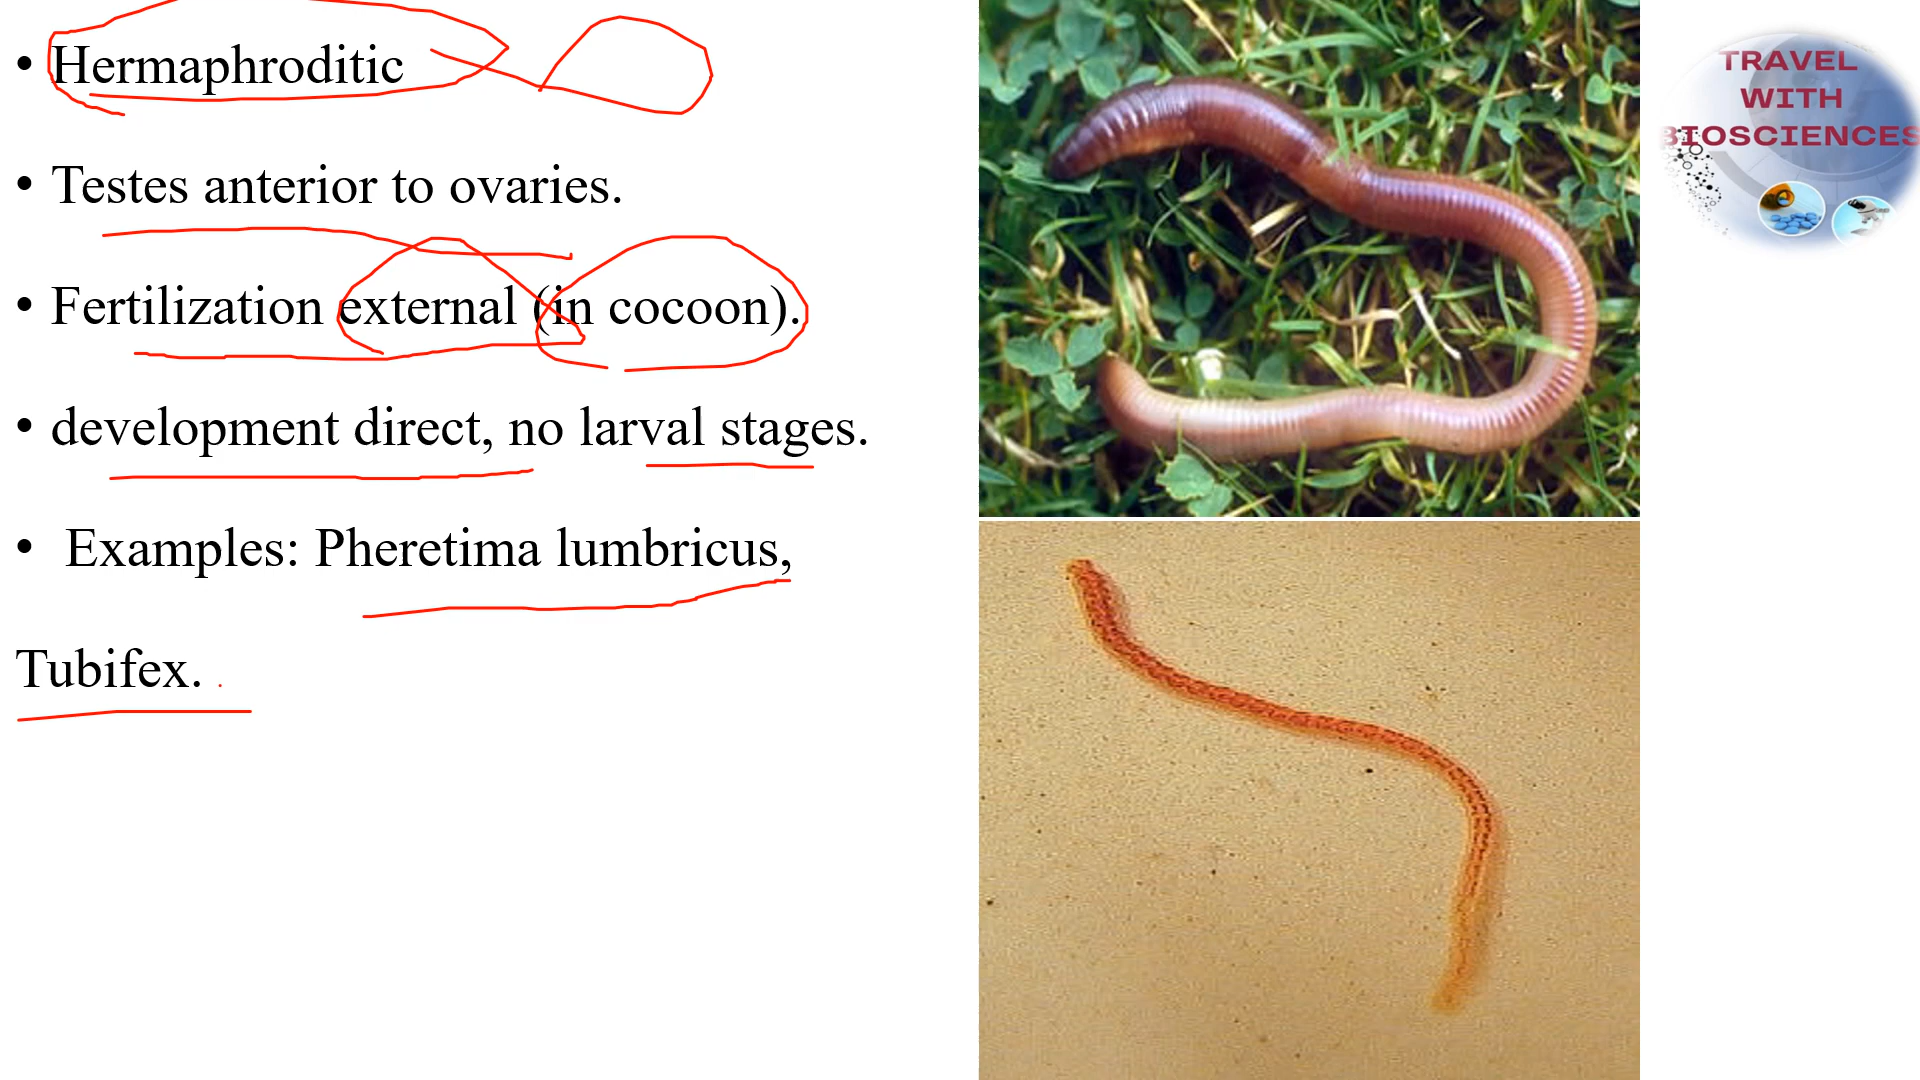 • Hermaphroditic
• Testes anterior to ovaries.
• Fertilization external (in cocoon).
• development direct, no larval stages.
• Examples: Pheretima lumbricus,
Tubifex.
TRAVEL
WITH
BIOSCIENCES